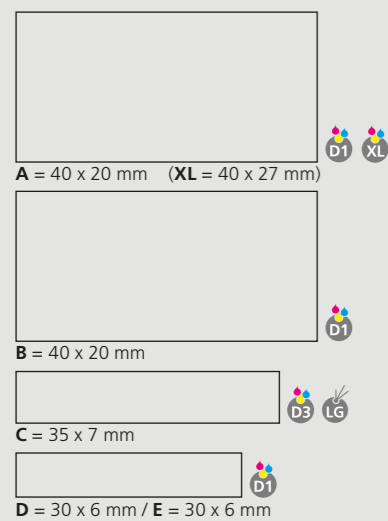 D1 XL
A = 40 x 20 mm (XL = 40 x 27 mm)
D1
B = 40 x 20 mm
D3 LG
C = 35 x 7 mm
D1
D = 30 x 6 mm / E = 30 x 6 mm